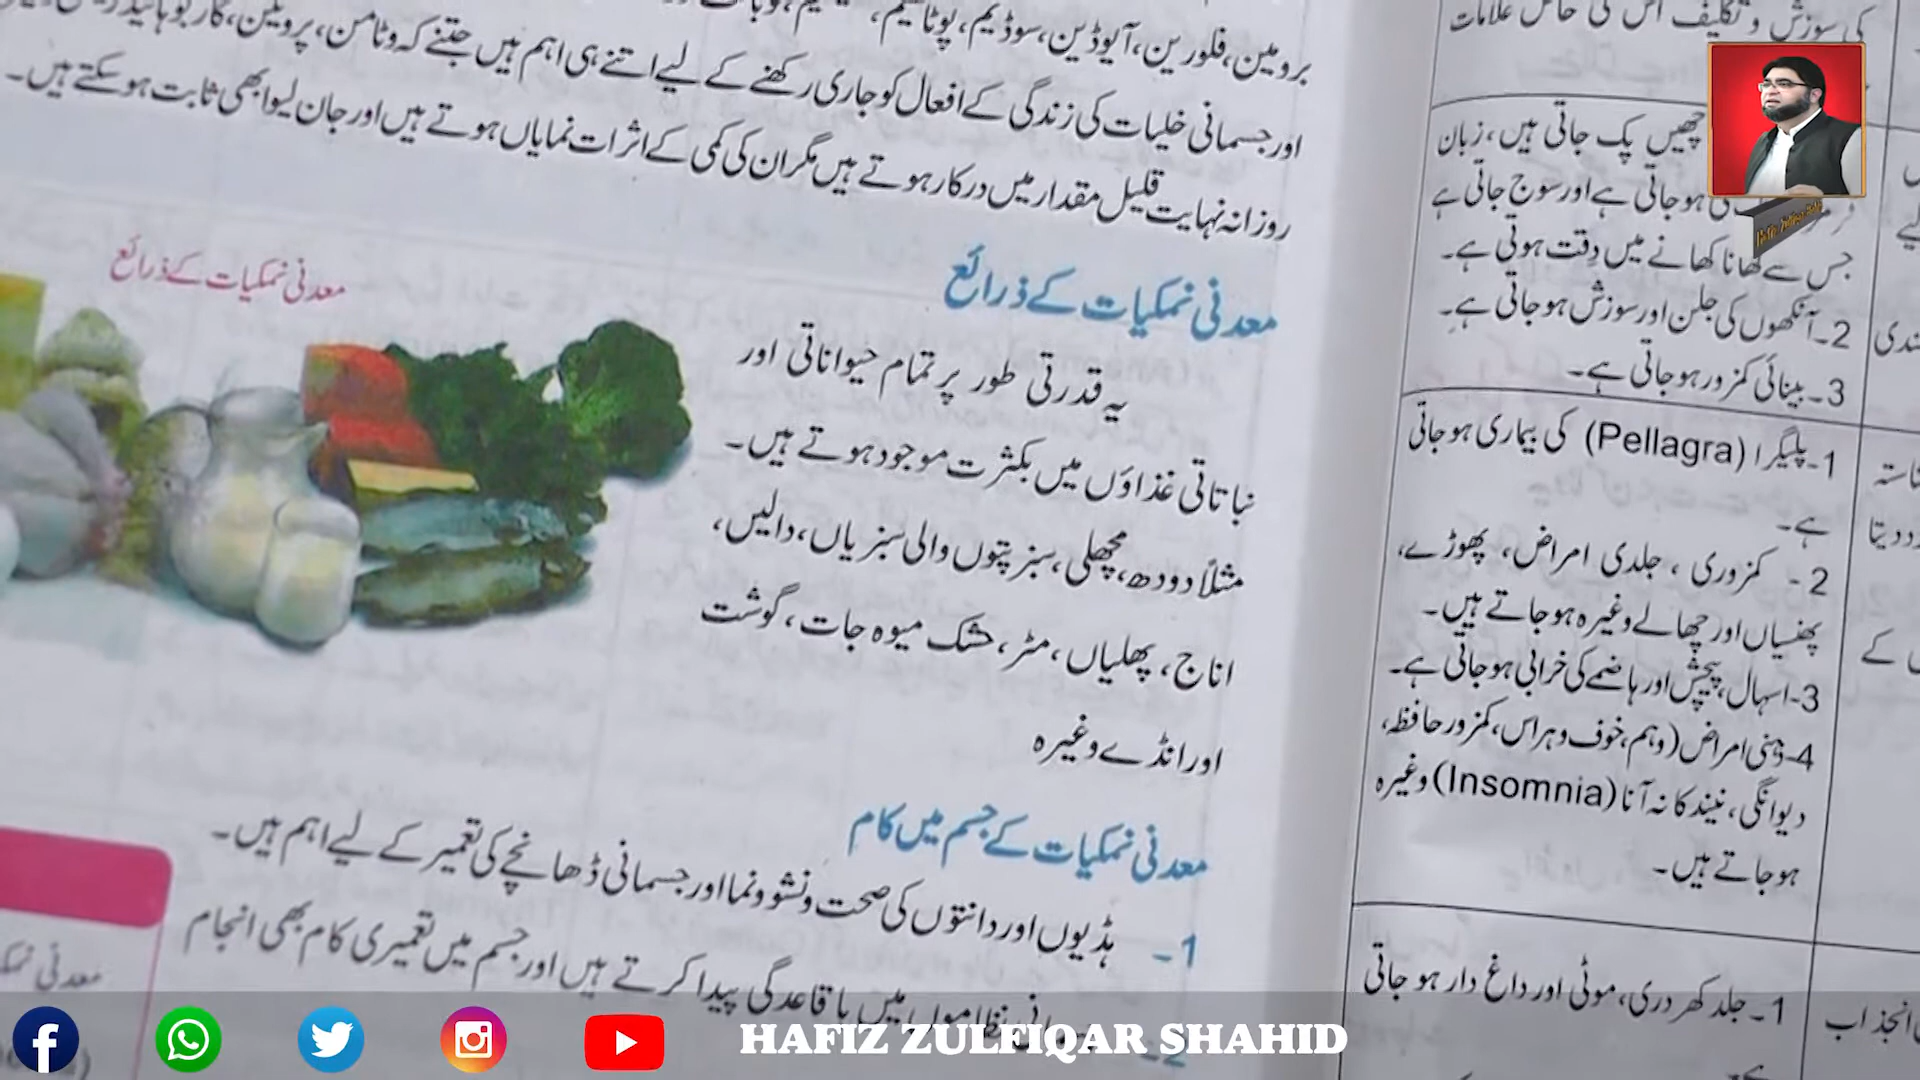 برومین، فلورین، آیوڈین، سوڈیم، پوٹاشیم،
اور جسمانی خلیات کی زندگی کے افعال کو جاری رکھنے کے لیے اتنے ہی اہم ہیں جتنے کہ وٹامن، پروٹین، کاربوہائیڈریٹس
روزانہ نہایت قلیل مقدار میں درکار ہوتے ہیں مگر ان کی کمی کے اثرات نمایاں ہوتے ہیں اور جان لیوا بھی ثابت ہو سکتے ہیں۔
معدنی نمکیات کے ذرائع
معدنی نمکیات کے ذرائع
یہ قدرتی طور پر تمام حیواناتی اور
نباتاتی غذاؤں میں بکثرت موجود ہوتے ہیں۔
مثلاً دودھ، مچھلی، سبز پتوں والی سبزیاں، دالیں،
اناج، پھلیاں، مٹر، خشک میوہ جات، گوشت
اور انڈے وغیرہ
معدنی نمکیات کے جسم میں کام
1۔ ہڈیوں اور دانتوں کی صحت و نشوونما اور جسمانی ڈھانچے کی تعمیر کے لیے اہم ہیں۔
2۔ نظاموں میں باقاعدگی پیدا کرتے ہیں اور جسم میں تعمیری کام بھی انجام
معدنی
کی سوزش و تکلیف اس کی خاص علامات
چھیں پک جاتی ہیں، زبان
ہو جاتی ہے اور سوج جاتی ہے
جس سے کھانا کھانے میں دقت ہوتی ہے۔
2۔ آنکھوں کی جلن اور سوزش ہو جاتی ہے۔
3۔ بینائی کمزور ہو جاتی ہے۔
1۔ پلیگرا (Pellagra) کی بیماری ہو جاتی
ہے۔
2۔ کمزوری، جلدی امراض، پھوڑے،
پھنسیاں اور چھالے وغیرہ ہو جاتے ہیں۔
3۔ اسہال، پیچش اور ہاضمے کی خرابی ہو جاتی ہے۔
4۔ ذہنی امراض (وہم، خوف و ہراس، کمزور حافظہ،
دیوانگی، نیند کا نہ آنا (Insomnia) وغیرہ
ہو جاتے ہیں۔
1۔ جلد کھردری، موٹی اور داغ دار ہو جاتی
انجذاب
HAFIZ ZULFIQAR SHAHID